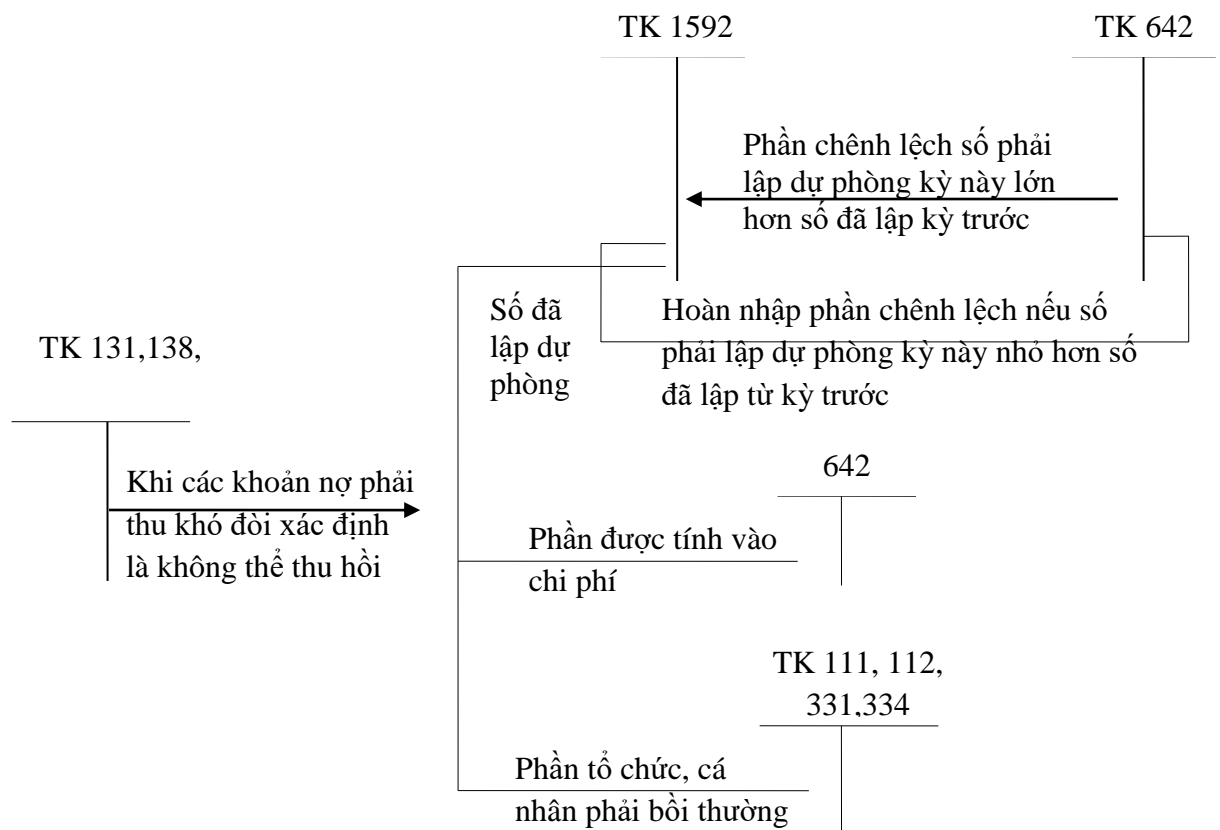 TK 1592
TK 642
Phần chênh lệch số phải
lập dự phòng kỳ này lớn
hơn số đã lập kỳ trước
Số đã
lập dự
phòng
Hoàn nhập phần chênh lệch nếu số
phải lập dự phòng kỳ này nhỏ hơn số
đã lập từ kỳ trước
TK 131,138,
Khi các khoản nợ phải
thu khó đòi xác định
là không thể thu hồi
642
Phần được tính vào
chi phí
TK 111, 112,
331,334
Phần tổ chức, cá
nhân phải bồi thường